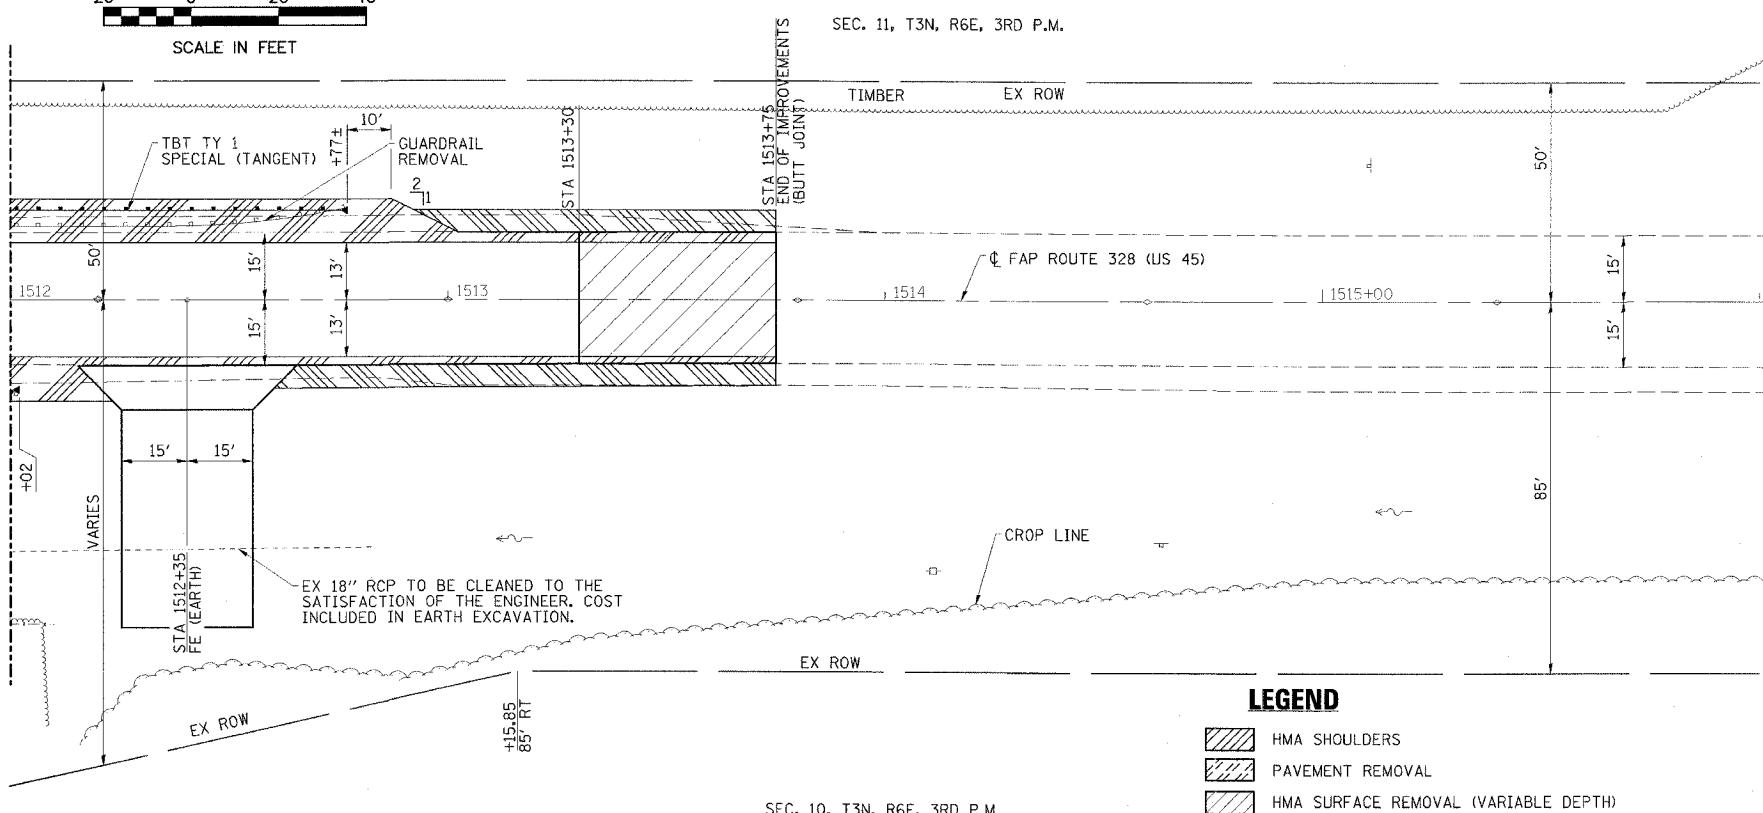 20 0 20 40
SCALE IN FEET
SEC. 11, T3N, R6E, 3RD P.M.
TIMBER
EX ROW
STA 1513+75
END OF IMPROVEMENTS
(BUTT JOINT)
STA 1513+30
10'
+77±
TBT TY 1
SPECIAL (TANGENT)
GUARDRAIL
REMOVAL
2
1
50'
50'
15'
13'
15'
℄ FAP ROUTE 328 (US 45)
1512
1513
1514
1515+00
15'
13'
15'
15'
15'
+02
VARIES
85'
STA 1512+35
FE (EARTH)
CROP LINE
EX 18" RCP TO BE CLEANED TO THE
SATISFACTION OF THE ENGINEER. COST
INCLUDED IN EARTH EXCAVATION.
EX ROW
EX ROW
+15.85
85' RT
LEGEND
HMA SHOULDERS
PAVEMENT REMOVAL
HMA SURFACE REMOVAL (VARIABLE DEPTH)
SEC. 10, T3N, R6E, 3RD P.M.